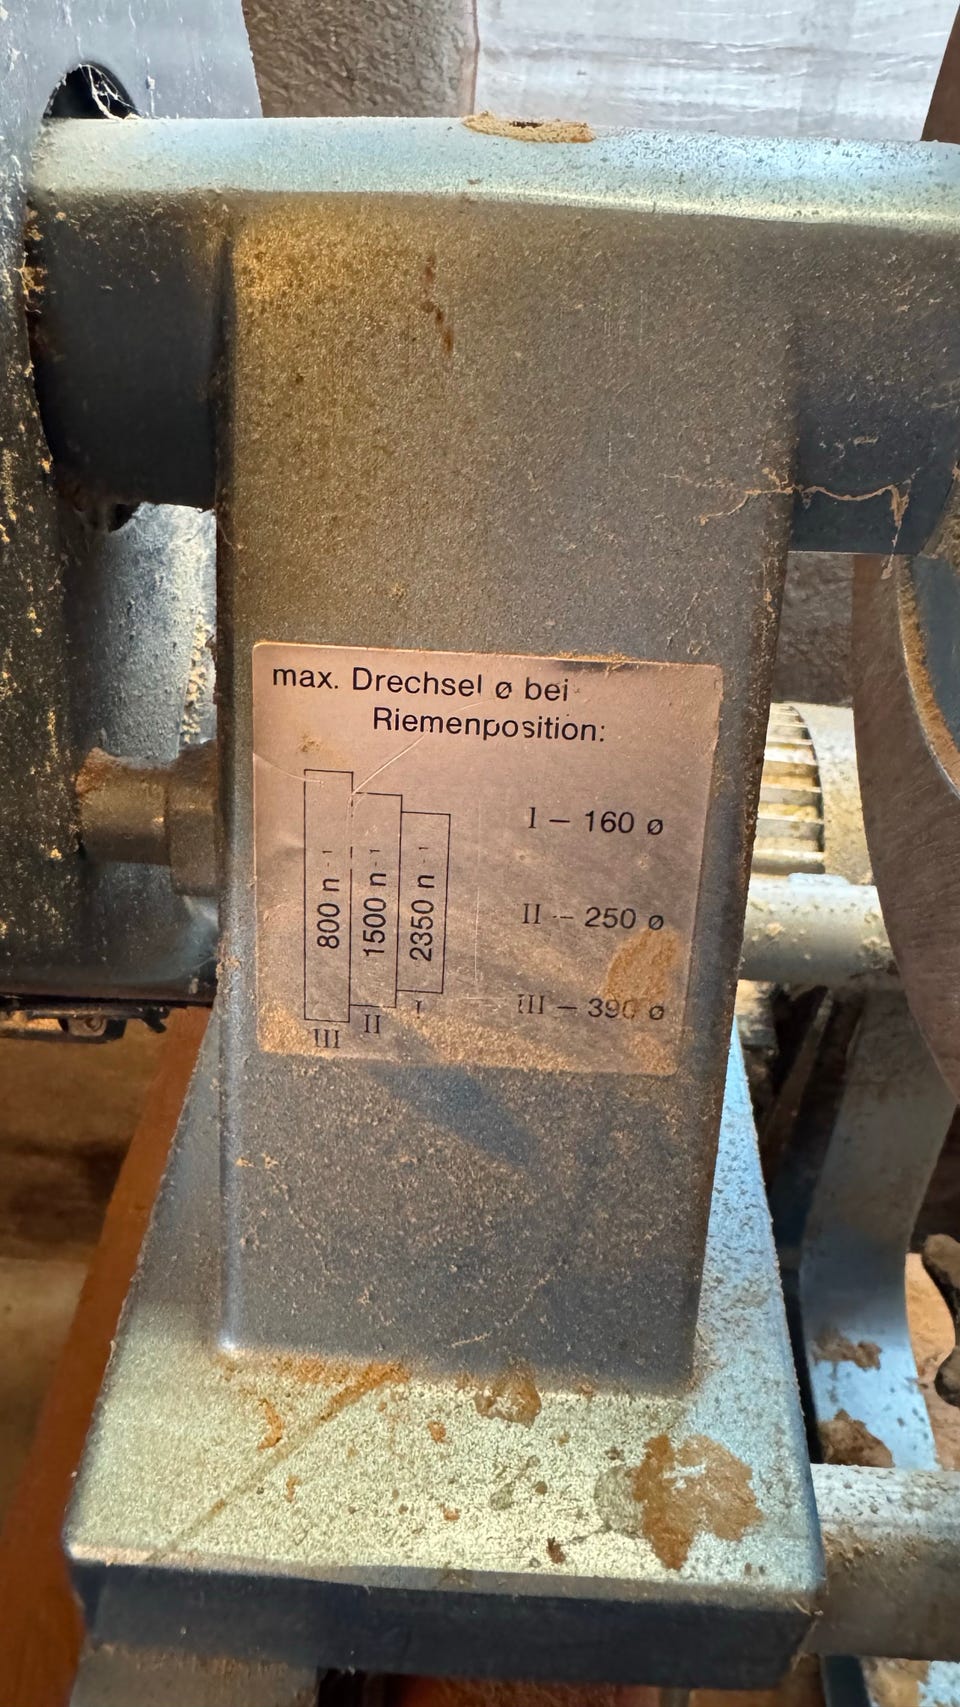 max. Drechsel ø bei
Riemenposition:
800 n⁻¹
1500 n⁻¹
2350 n⁻¹
III
II
I
I – 160 ø
II – 250 ø
III – 390 ø